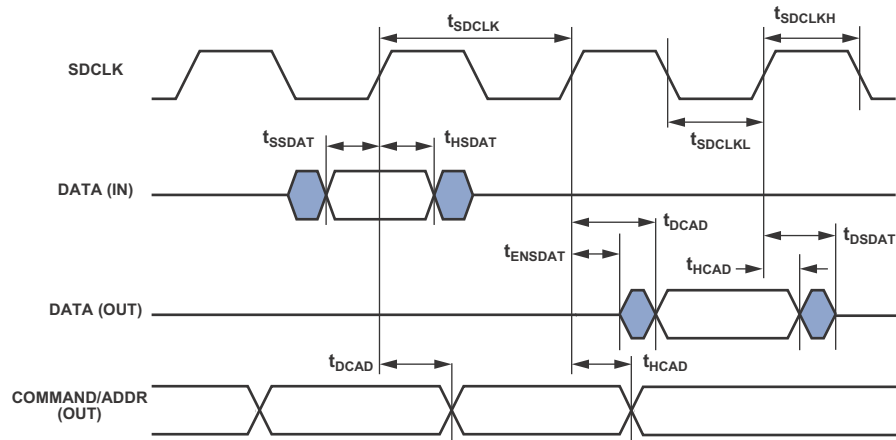 tSDCLK
tSDCLKH
SDCLK
tSSDAT
tHSDAT
tSDCLKL
DATA (IN)
tDCAD
tENSDAT
tHCAD
tDSDAT
DATA (OUT)
tDCAD
tHCAD
COMMAND/ADDR
(OUT)